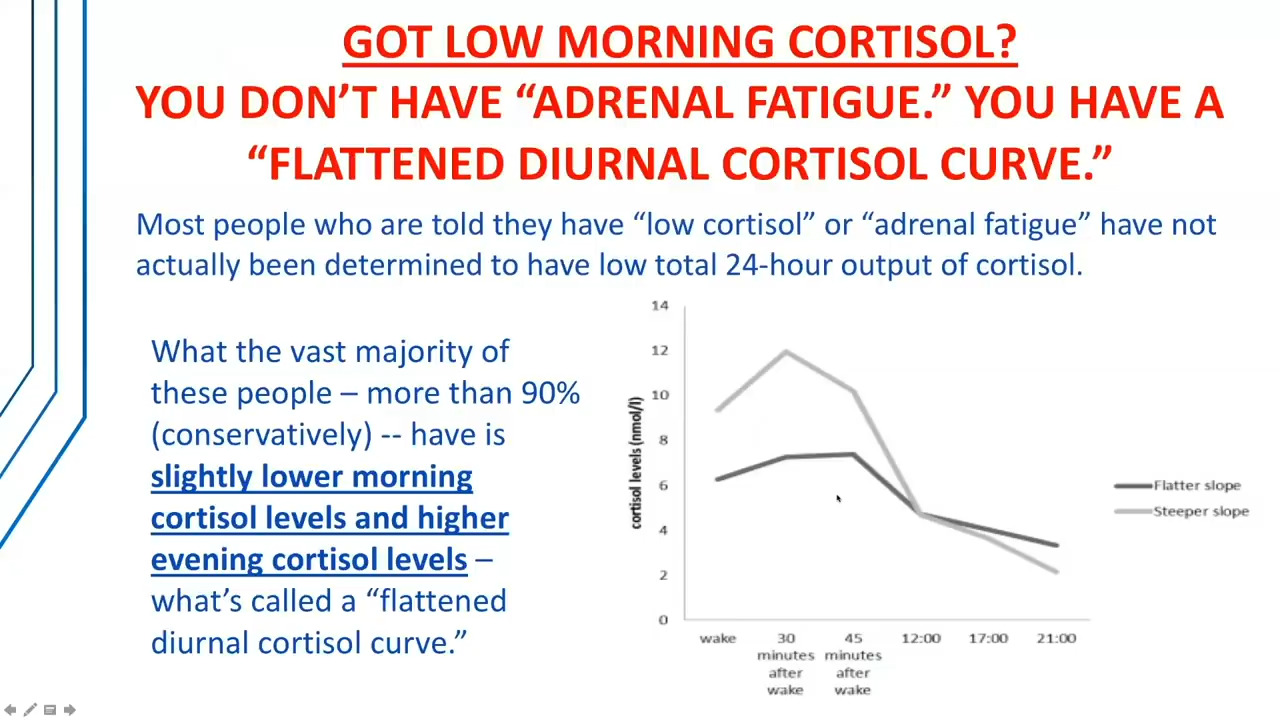 GOT LOW MORNING CORTISOL?
YOU DON’T HAVE “ADRENAL FATIGUE.” YOU HAVE A
“FLATTENED DIURNAL CORTISOL CURVE.”
Most people who are told they have “low cortisol” or “adrenal fatigue” have not
actually been determined to have low total 24-hour output of cortisol.
What the vast majority of
these people – more than 90%
(conservatively) -- have is
slightly lower morning
cortisol levels and higher
evening cortisol levels –
what’s called a “flattened
diurnal cortisol curve.”
cortisol levels (nmol/l)
14
12
10
8
6
4
2
0
wake
30
minutes
after
wake
45
minutes
after
wake
12:00
17:00
21:00
Flatter slope
Steeper slope